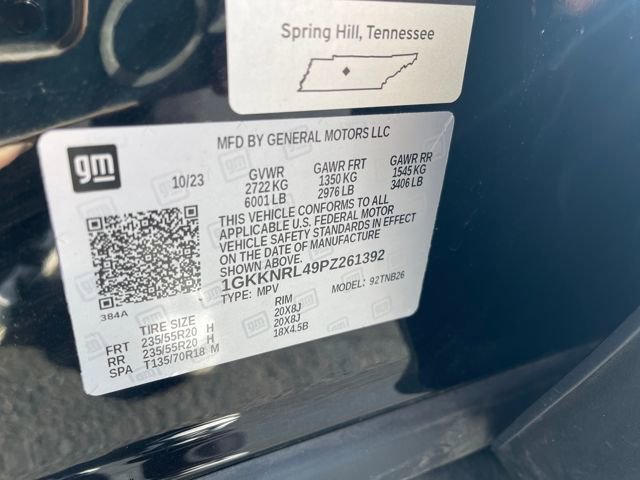 Spring Hill, Tennessee
MFD BY GENERAL MOTORS LLC
gm
10/23
GVWR
2722 KG
6001 LB
GAWR FRT
1350 KG
2976 LB
GAWR RR
1545 KG
3406 LB
THIS VEHICLE CONFORMS TO ALL
APPLICABLE U.S. FEDERAL MOTOR
VEHICLE SAFETY STANDARDS IN EFFECT
ON THE DATE OF MANUFACTURE
SHOWN ABOVE.
1GKKNRL49PZ261392
TYPE: MPV
MODEL: 92TNB26
384A
TIRE SIZE
RIM
FRT 235/55R20 H 20X8J
RR 235/55R20 H 20X8J
SPA T135/70R18 M 18X4.5B